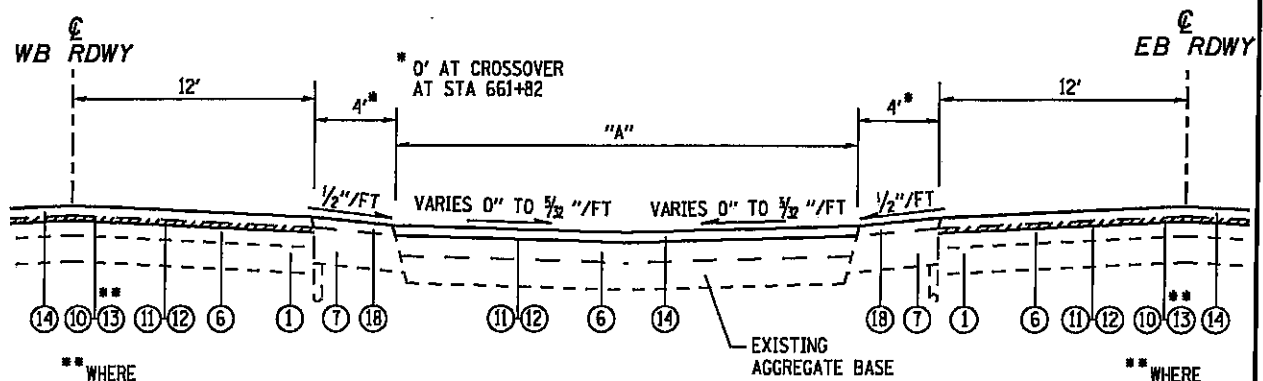 ℄ ℄
WB RDWY EB RDWY
* 0' AT CROSSOVER
AT STA 661+82
12' 12'
4'* 4'*
"A"
1/2"/FT VARIES 0" TO 5/32 "/FT VARIES 0" TO 5/32 "/FT 1/2"/FT
** **
14 10 13 11 12 6 1 7 18 11 12 6 14 18 7 1 6 11 12 10 13 14
EXISTING
AGGREGATE BASE
**WHERE **WHERE